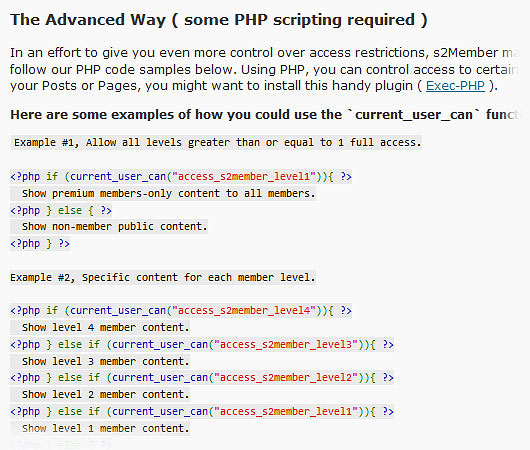 The Advanced Way ( some PHP scripting required )
In an effort to give you even more control over access restrictions, s2Member
follow our PHP code samples below. Using PHP, you can control access to certain
your Posts or Pages, you might want to install this handy plugin ( Exec-PHP ).
Here are some examples of how you could use the `current_user_can`
Example #1, Allow all levels greater than or equal to 1 full access.
<?php if (current_user_can("access_s2member_level1")){ ?>
Show premium members-only content to all members.
<?php } else { ?>
Show non-member public content.
<?php } ?>
Example #2, Specific content for each member level.
<?php if (current_user_can("access_s2member_level4")){ ?>
Show level 4 member content.
<?php } else if (current_user_can("access_s2member_level3")){ ?>
Show level 3 member content.
<?php } else if (current_user_can("access_s2member_level2")){ ?>
Show level 2 member content.
<?php } else if (current_user_can("access_s2member_level1")){ ?>
Show level 1 member content.